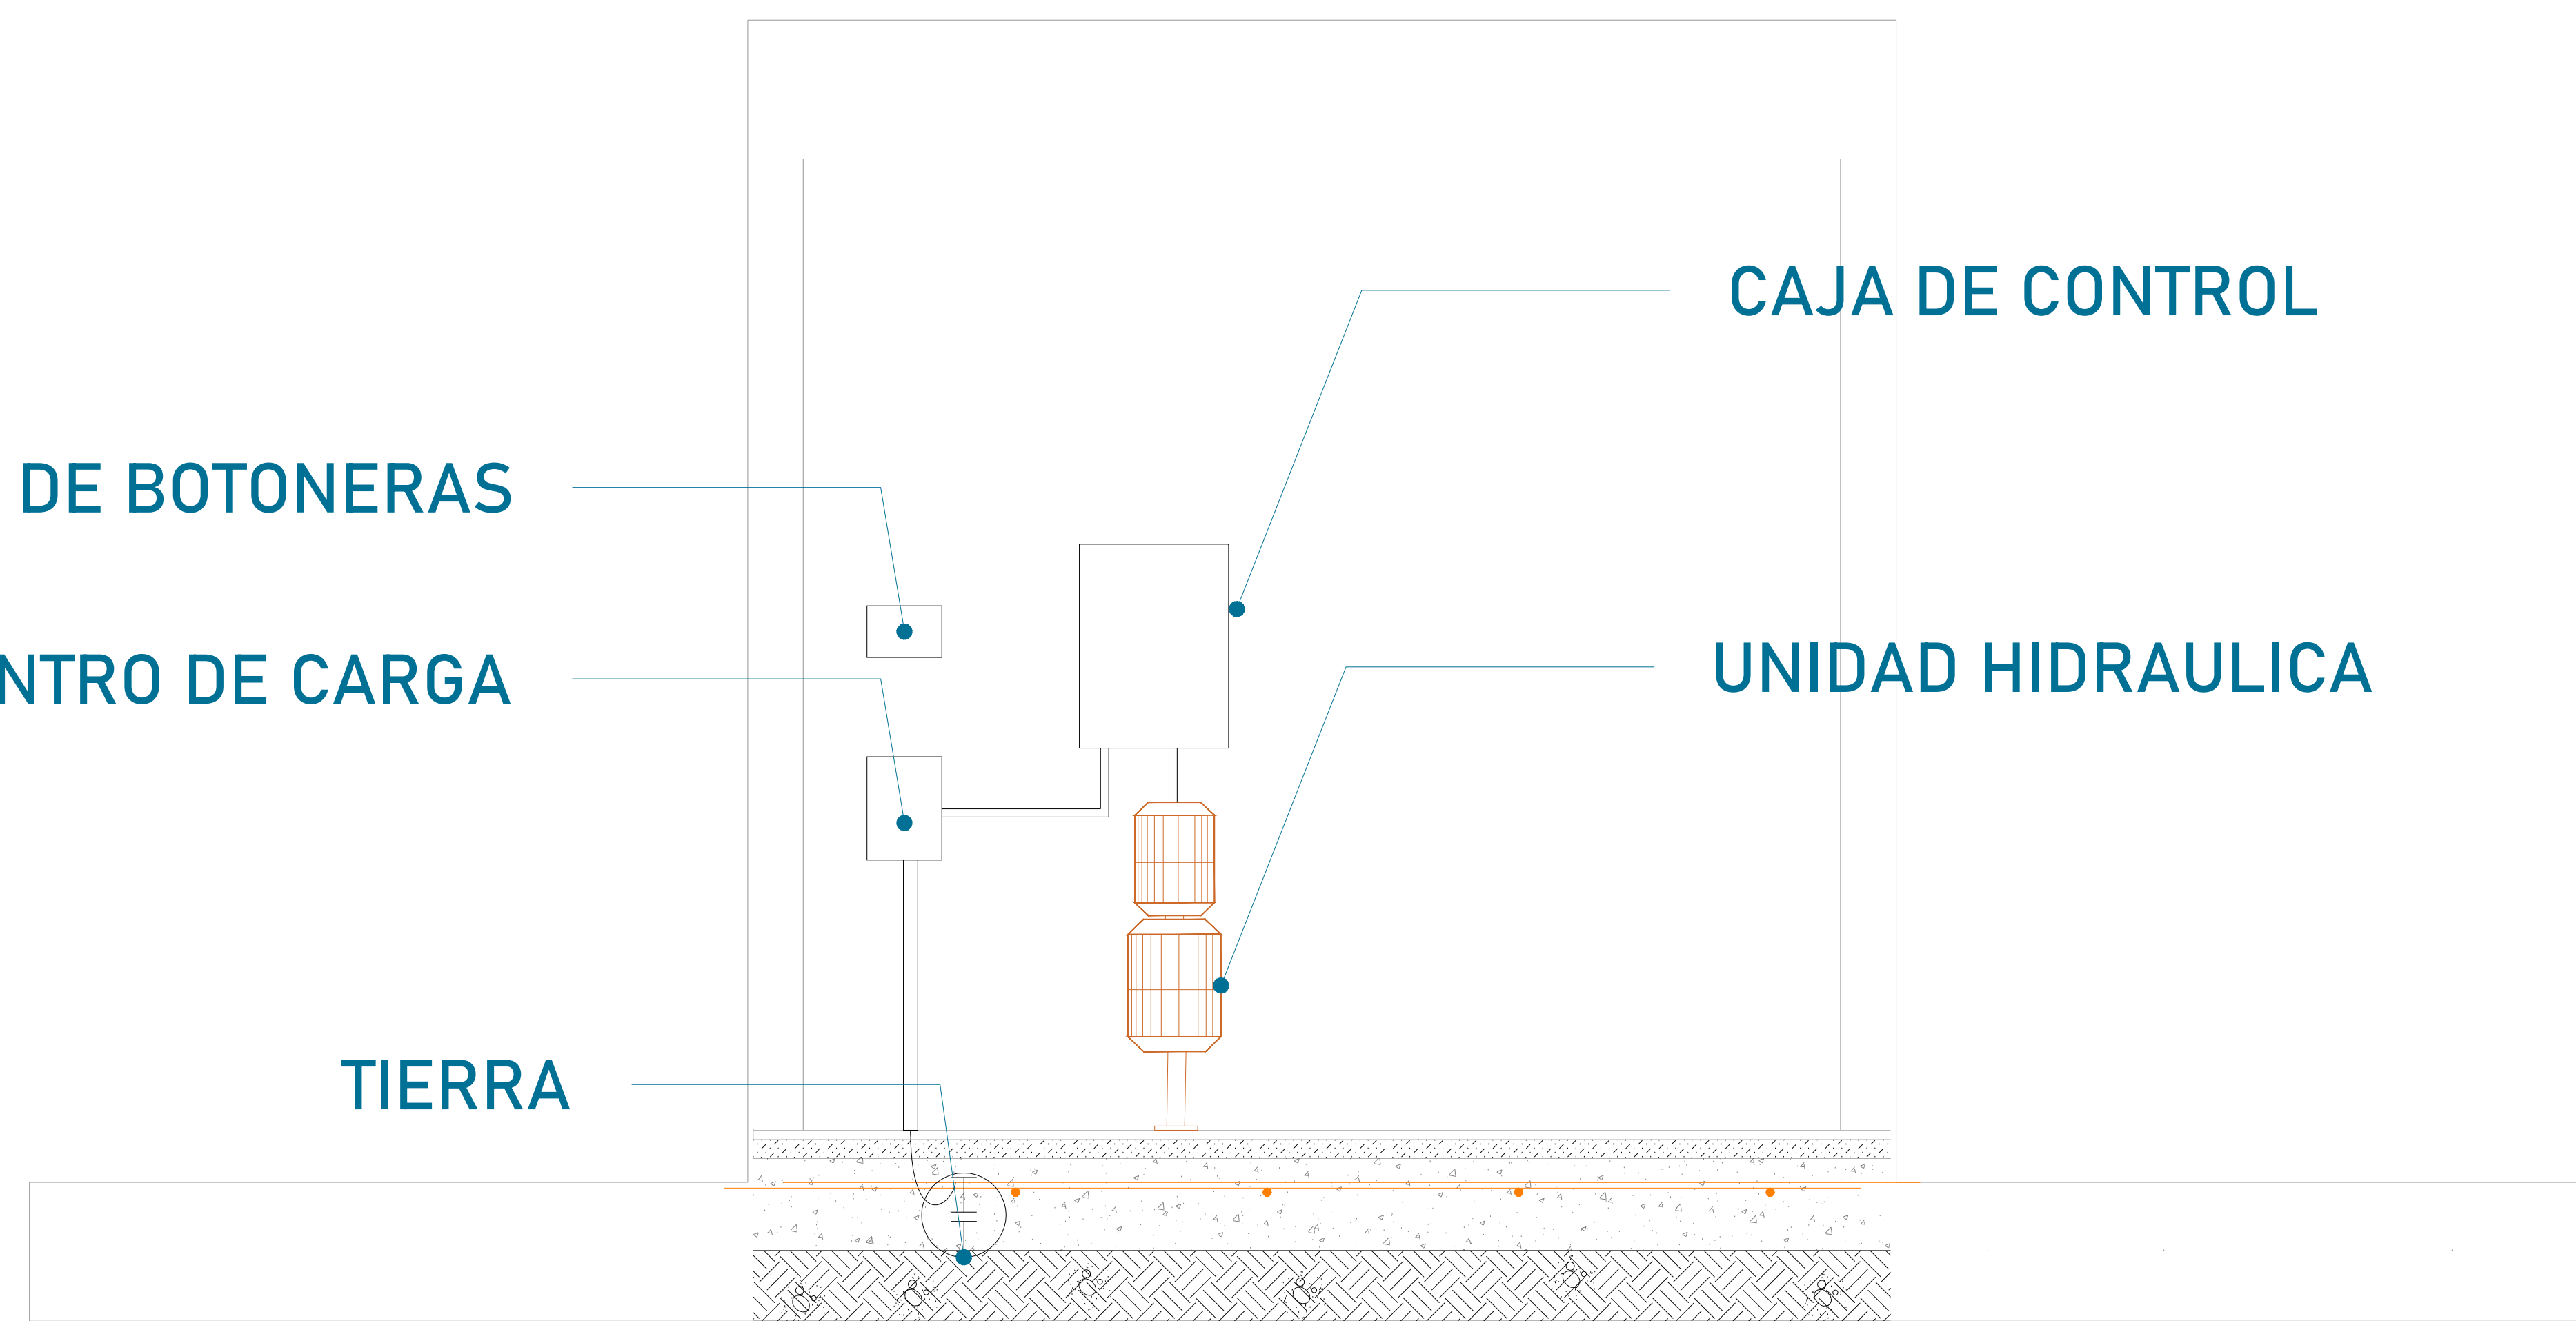 CAJA DE CONTROL
DE BOTONERAS
UNIDAD HIDRAULICA
NTRO DE CARGA
TIERRA